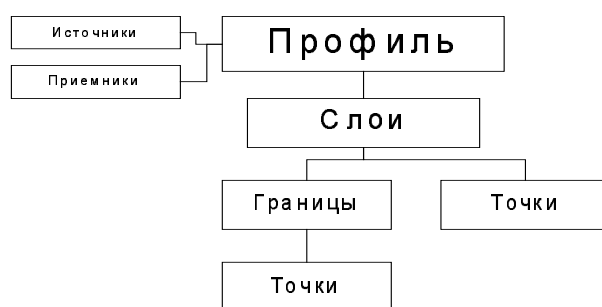 Источники
Профиль
Приемники
Слои
Границы
Точки
Точки